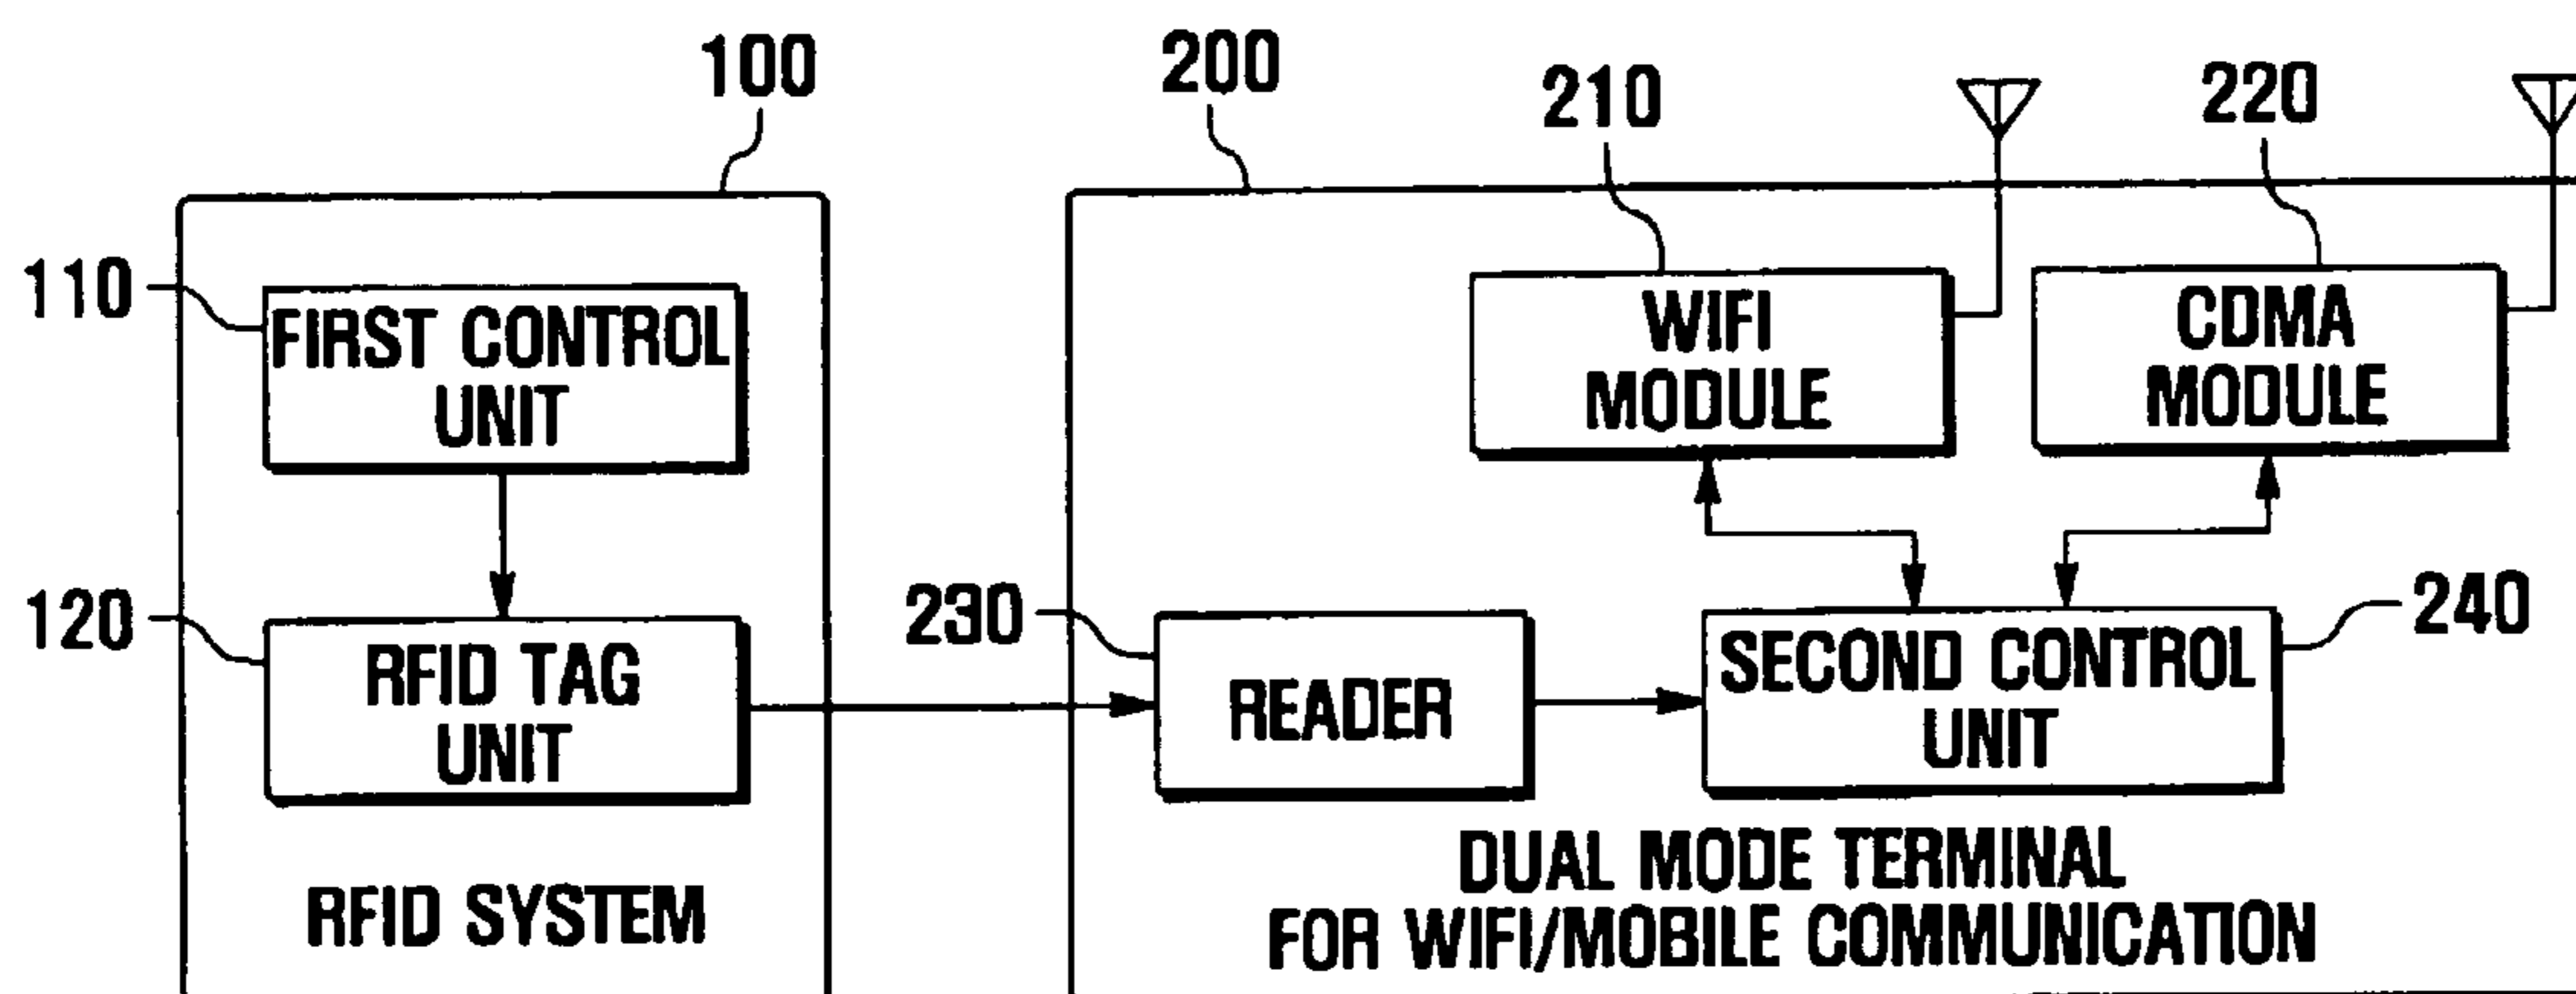 100
200
210
220
110
FIRST CONTROL
UNIT
WIFI
MODULE
CDMA
MODULE
120
RFID TAG
UNIT
230
READER
SECOND CONTROL
UNIT
240
RFID SYSTEM
DUAL MODE TERMINAL
FOR WIFI/MOBILE COMMUNICATION